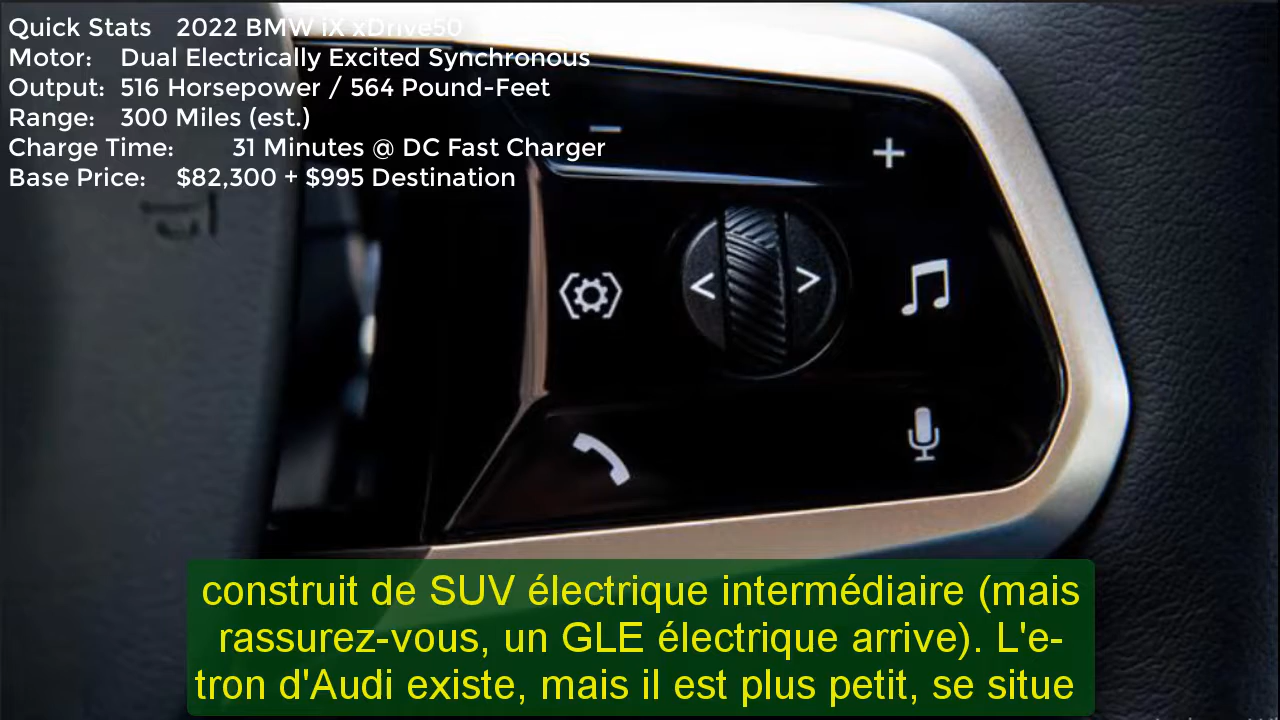 Quick Stats 2022 BMW iX xDrive50
Motor: Dual Electrically Excited Synchronous
Output: 516 Horsepower / 564 Pound-Feet
Range: 300 Miles (est.)
Charge Time: 31 Minutes @ DC Fast Charger
Base Price: $82,300 + $995 Destination
construit de SUV électrique intermédiaire (mais
rassurez-vous, un GLE électrique arrive). L'e-
tron d'Audi existe, mais il est plus petit, se situe